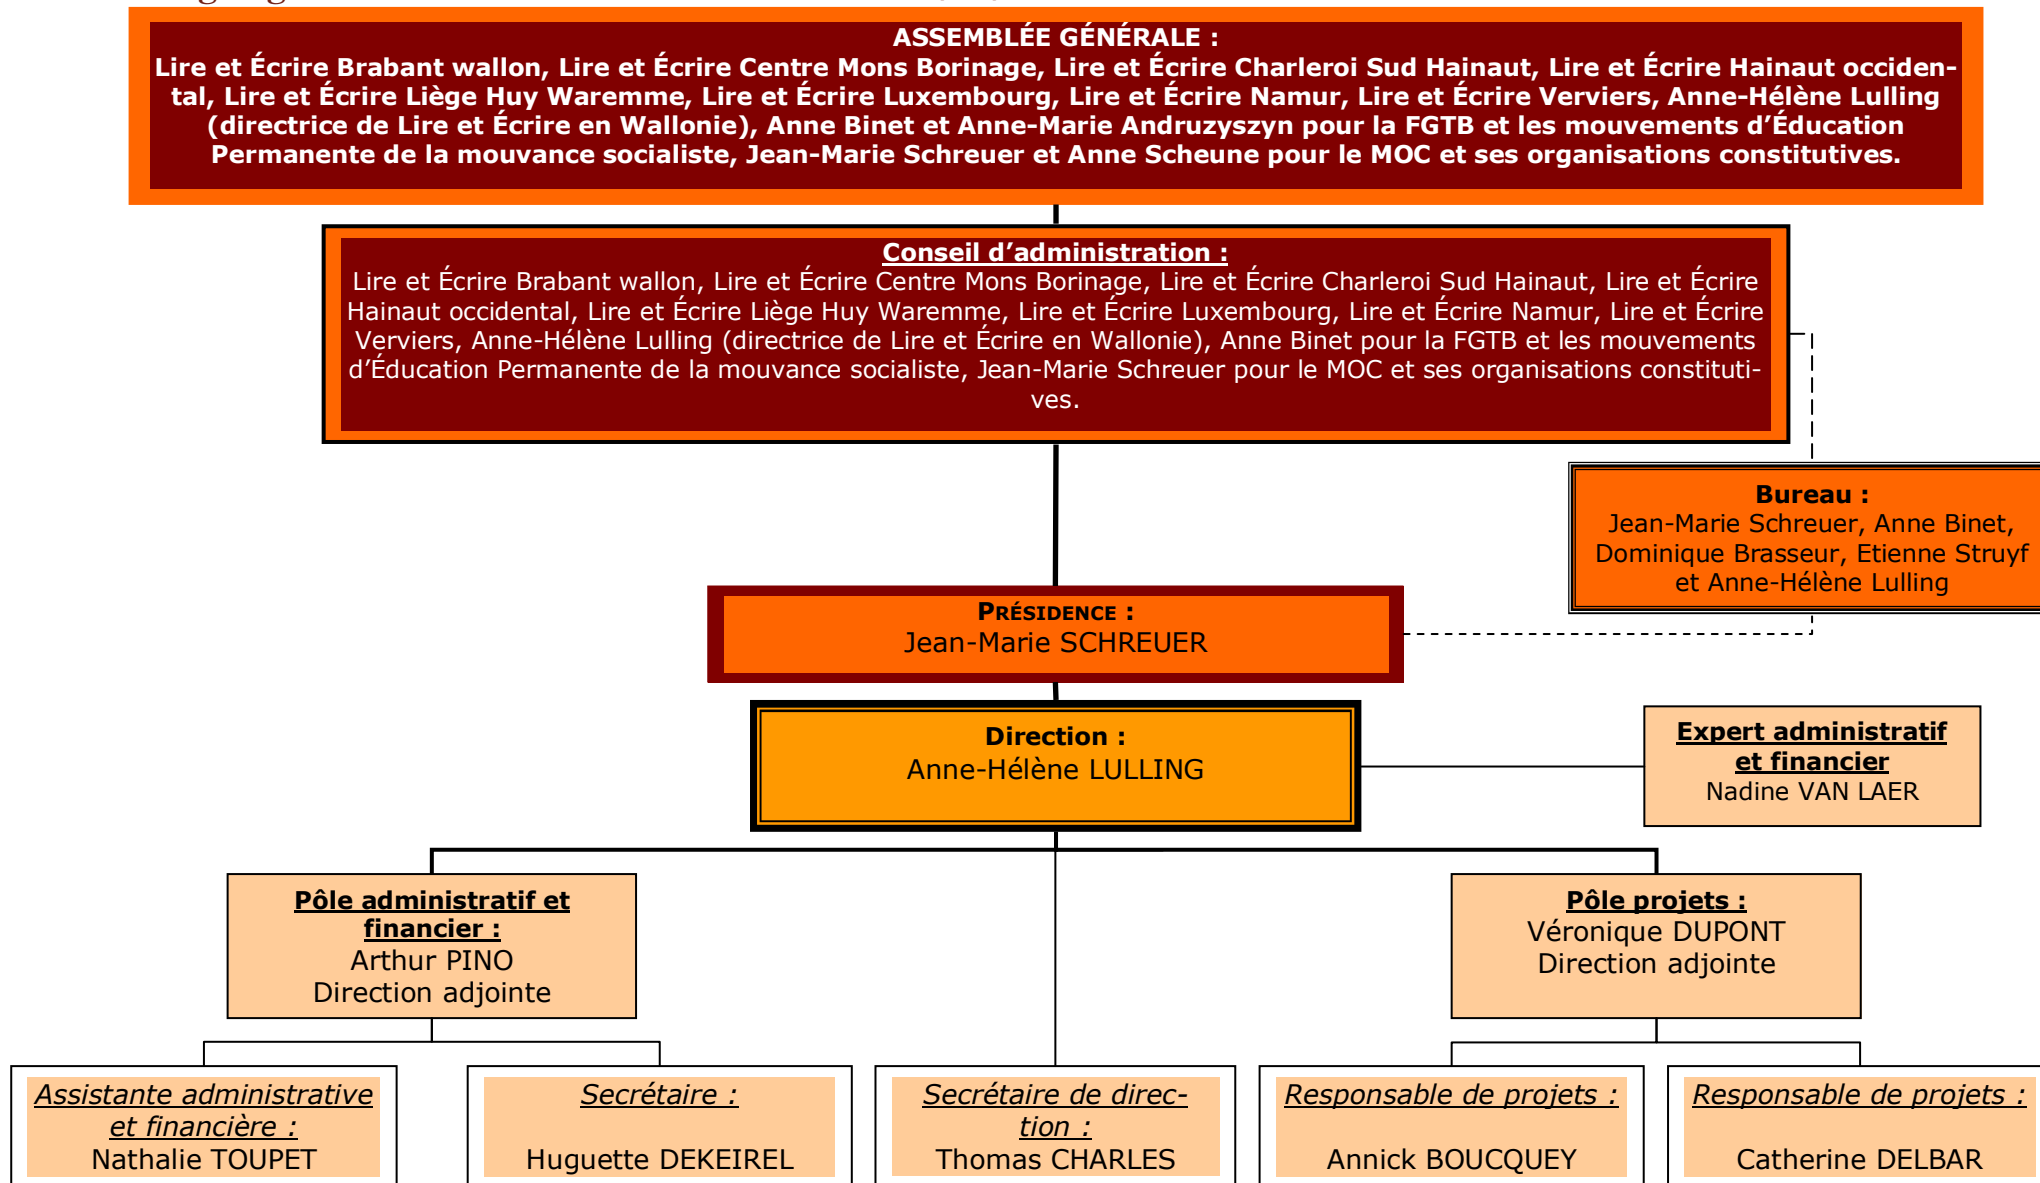 ASSEMBLÉE GÉNÉRALE :
Lire et Écrire Brabant wallon, Lire et Écrire Centre Mons Borinage, Lire et Écrire Charleroi Sud Hainaut, Lire et Écrire Hainaut occiden-
tal, Lire et Écrire Liège Huy Waremme, Lire et Écrire Luxembourg, Lire et Écrire Namur, Lire et Écrire Verviers, Anne-Hélène Lulling
(directrice de Lire et Écrire en Wallonie), Anne Binet et Anne-Marie Andruzyszyn pour la FGTB et les mouvements d’Éducation
Permanente de la mouvance socialiste, Jean-Marie Schreuer et Anne Scheune pour le MOC et ses organisations constitutives.
Conseil d’administration :
Lire et Écrire Brabant wallon, Lire et Écrire Centre Mons Borinage, Lire et Écrire Charleroi Sud Hainaut, Lire et Écrire
Hainaut occidental, Lire et Écrire Liège Huy Waremme, Lire et Écrire Luxembourg, Lire et Écrire Namur, Lire et Écrire
Verviers, Anne-Hélène Lulling (directrice de Lire et Écrire en Wallonie), Anne Binet pour la FGTB et les mouvements
d’Éducation Permanente de la mouvance socialiste, Jean-Marie Schreuer pour le MOC et ses organisations constituti-
ves.
Bureau :
Jean-Marie Schreuer, Anne Binet,
Dominique Brasseur, Etienne Struyf
et Anne-Hélène Lulling
PRÉSIDENCE :
Jean-Marie SCHREUER
Direction :
Anne-Hélène LULLING
Expert administratif
et financier
Nadine VAN LAER
Pôle administratif et
financier :
Arthur PINO
Direction adjointe
Pôle projets :
Véronique DUPONT
Direction adjointe
Assistante administrative
et financière :
Nathalie TOUPET
Secrétaire :
Huguette DEKEIREL
Secrétaire de direc-
tion :
Thomas CHARLES
Responsable de projets :
Annick BOUCQUEY
Responsable de projets :
Catherine DELBAR